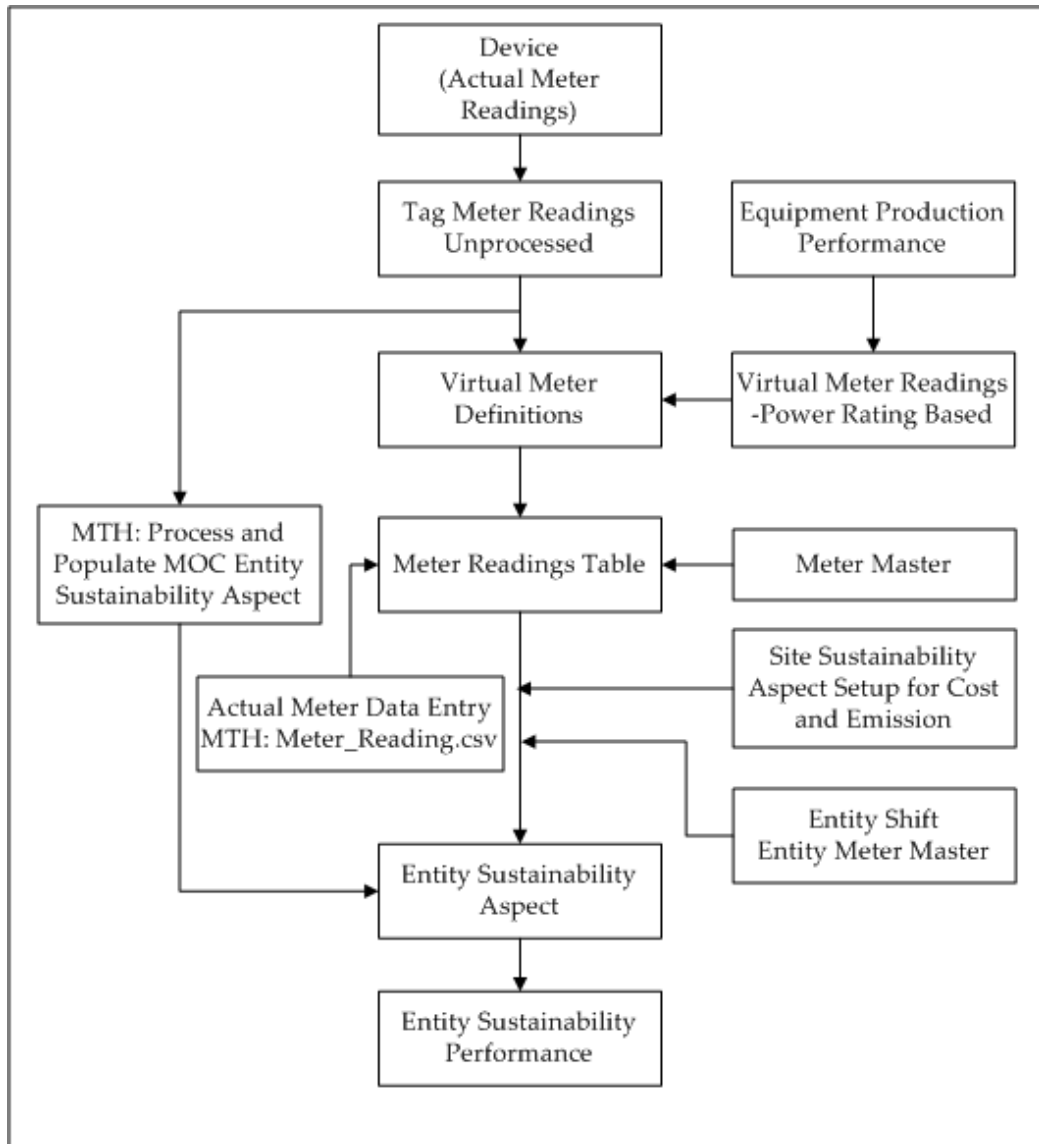 Device
(Actual Meter
Readings)
Tag Meter Readings
Unprocessed
Equipment Production
Performance
Virtual Meter
Definitions
Virtual Meter Readings
-Power Rating Based
MTH: Process and
Populate MOC Entity
Sustainability Aspect
Meter Readings Table
Meter Master
Site Sustainability
Aspect Setup for Cost
and Emission
Actual Meter Data Entry
MTH: Meter_Reading.csv
Entity Shift
Entity Meter Master
Entity Sustainability
Aspect
Entity Sustainability
Performance